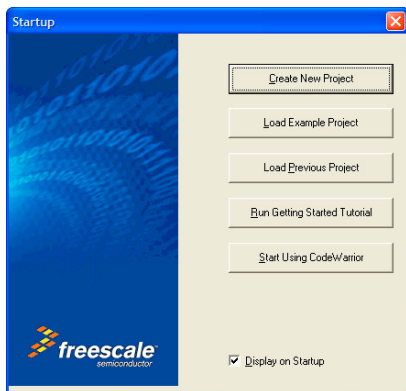 Startup
Create New Project
Load Example Project
Load Previous Project
Run Getting Started Tutorial
Start Using CodeWarrior
freescale™
semiconductor
Display on Startup